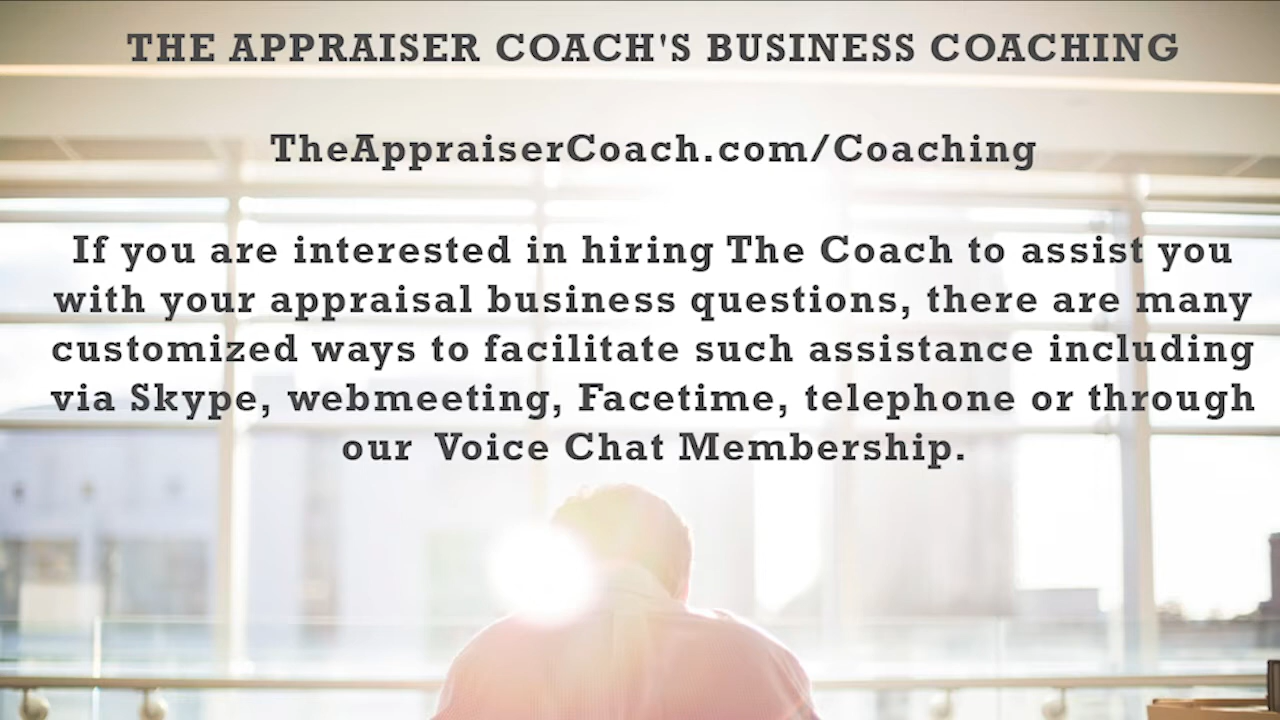 THE APPRAISER COACH'S BUSINESS COACHING
TheAppraiserCoach.com/Coaching
If you are interested in hiring The Coach to assist you
with your appraisal business questions, there are many
customized ways to facilitate such assistance including
via Skype, webmeeting, Facetime, telephone or through
our Voice Chat Membership.